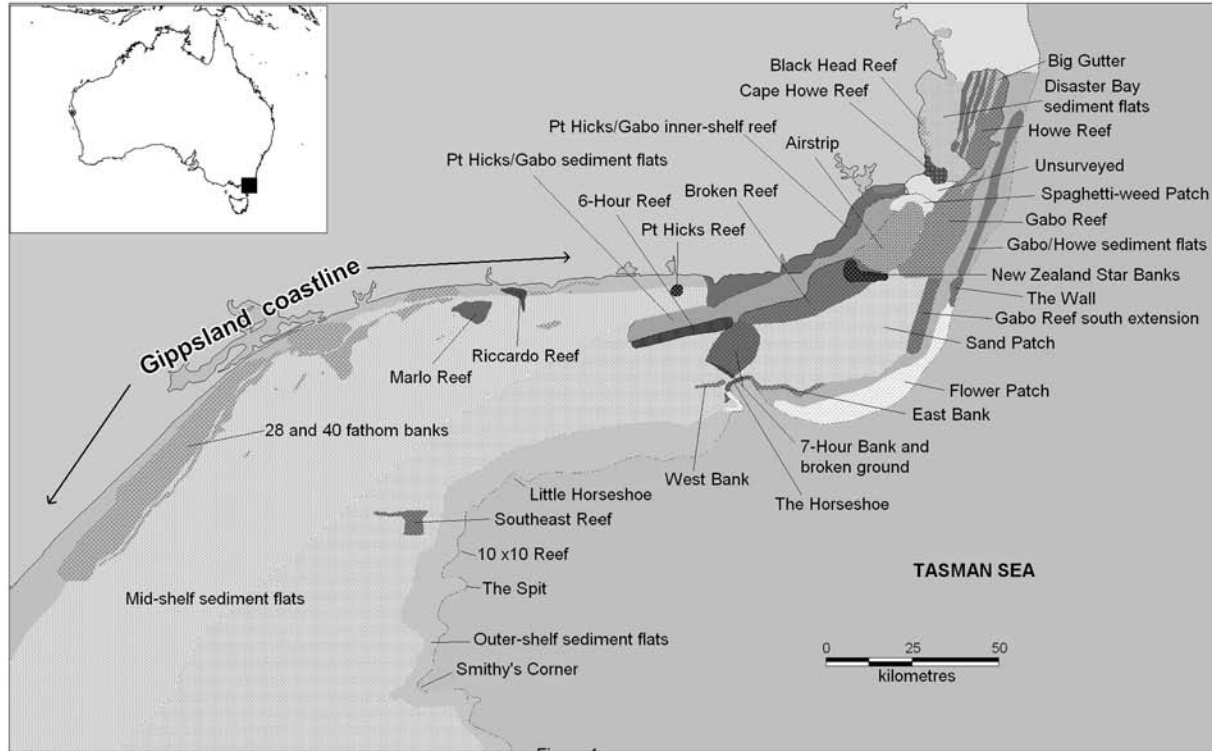 Big Gutter
Black Head Reef
Disaster Bay
sediment flats
Cape Howe Reef
Pt Hicks/Gabo inner-shelf reef
Howe Reef
Airstrip
Pt Hicks/Gabo sediment flats
Unsurveyed
6-Hour Reef
Broken Reef
Spaghetti-weed Patch
Gabo Reef
Pt Hicks Reef
Gabo/Howe sediment flats
New Zealand Star Banks
The Wall
Gabo Reef south extension
Sand Patch
Gippsland coastline
Riccardo Reef
Marlo Reef
Flower Patch
East Bank
28 and 40 fathom banks
7-Hour Bank and
broken ground
West Bank
The Horseshoe
Little Horseshoe
Southeast Reef
10 x10 Reef
TASMAN SEA
The Spit
Mid-shelf sediment flats
Outer-shelf sediment flats
Smithy's Corner
0 25 50
kilometres